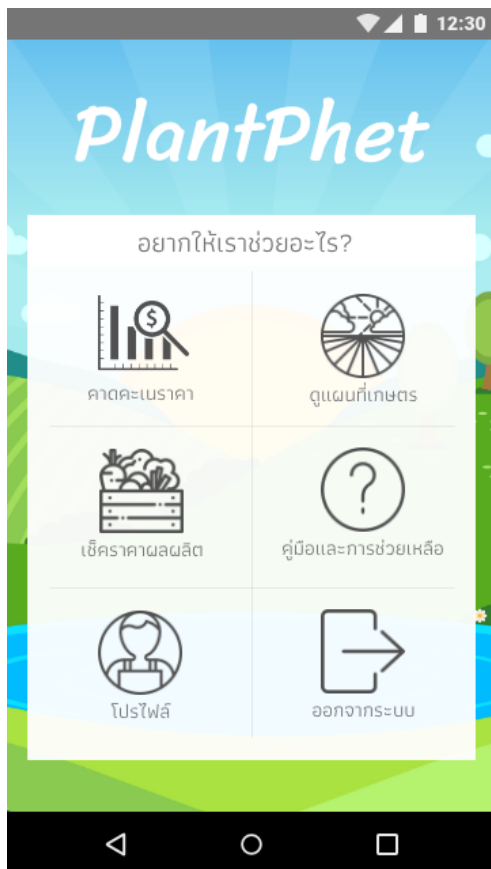 12:30
PlantPhet
อยากให้เราช่วยอะไร?
$
คาดคะเนราคา
ดูแผนที่เกษตร
เช็คราคาผลผลิต
?
คู่มือและการช่วยเหลือ
โปรไฟล์
ออกจากระบบ